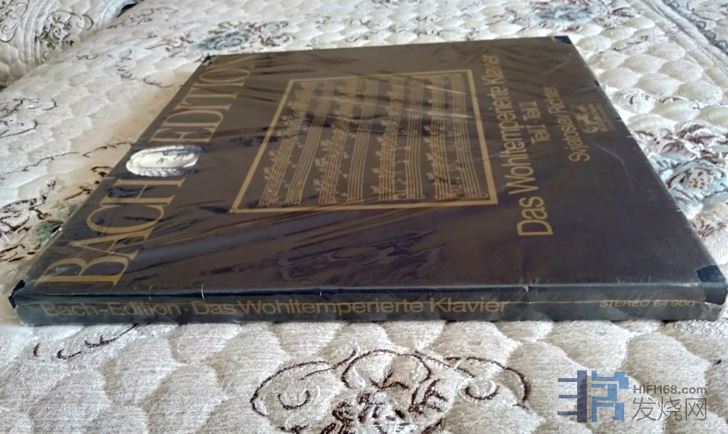 BACH EDITION
Das Wohltemperierte Klavier
Teil I Teil II
Svjatoslav Richter
Bach-Edition Das Wohltemperierte Klavier
STEREO
HIFI168.com
发烧网